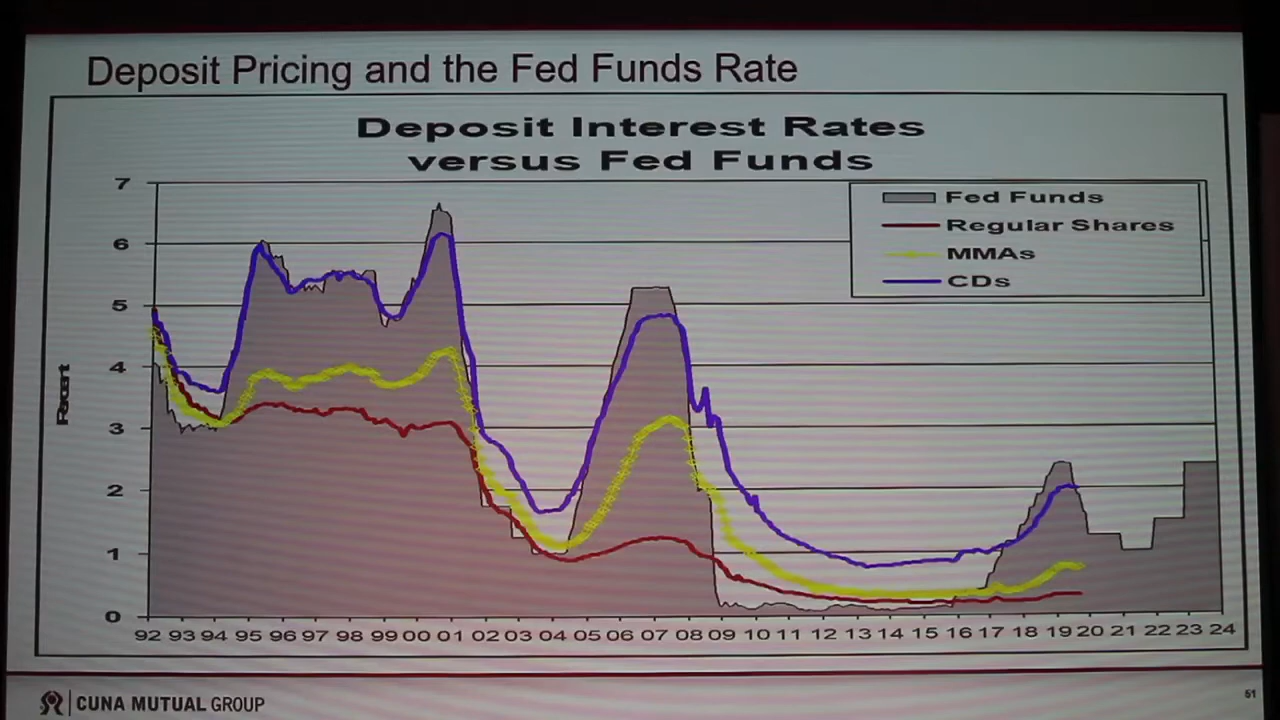 Deposit Pricing and the Fed Funds Rate
Deposit Interest Rates
versus Fed Funds
7
6
5
4
3
2
1
0
Percent
Fed Funds
Regular Shares
MMAs
CDs
92 93 94 95 96 97 98 99 00 01 02 03 04 05 06 07 08 09 10 11 12 13 14 15 16 17 18 19 20 21 22 23 24
CUNA MUTUAL GROUP
51